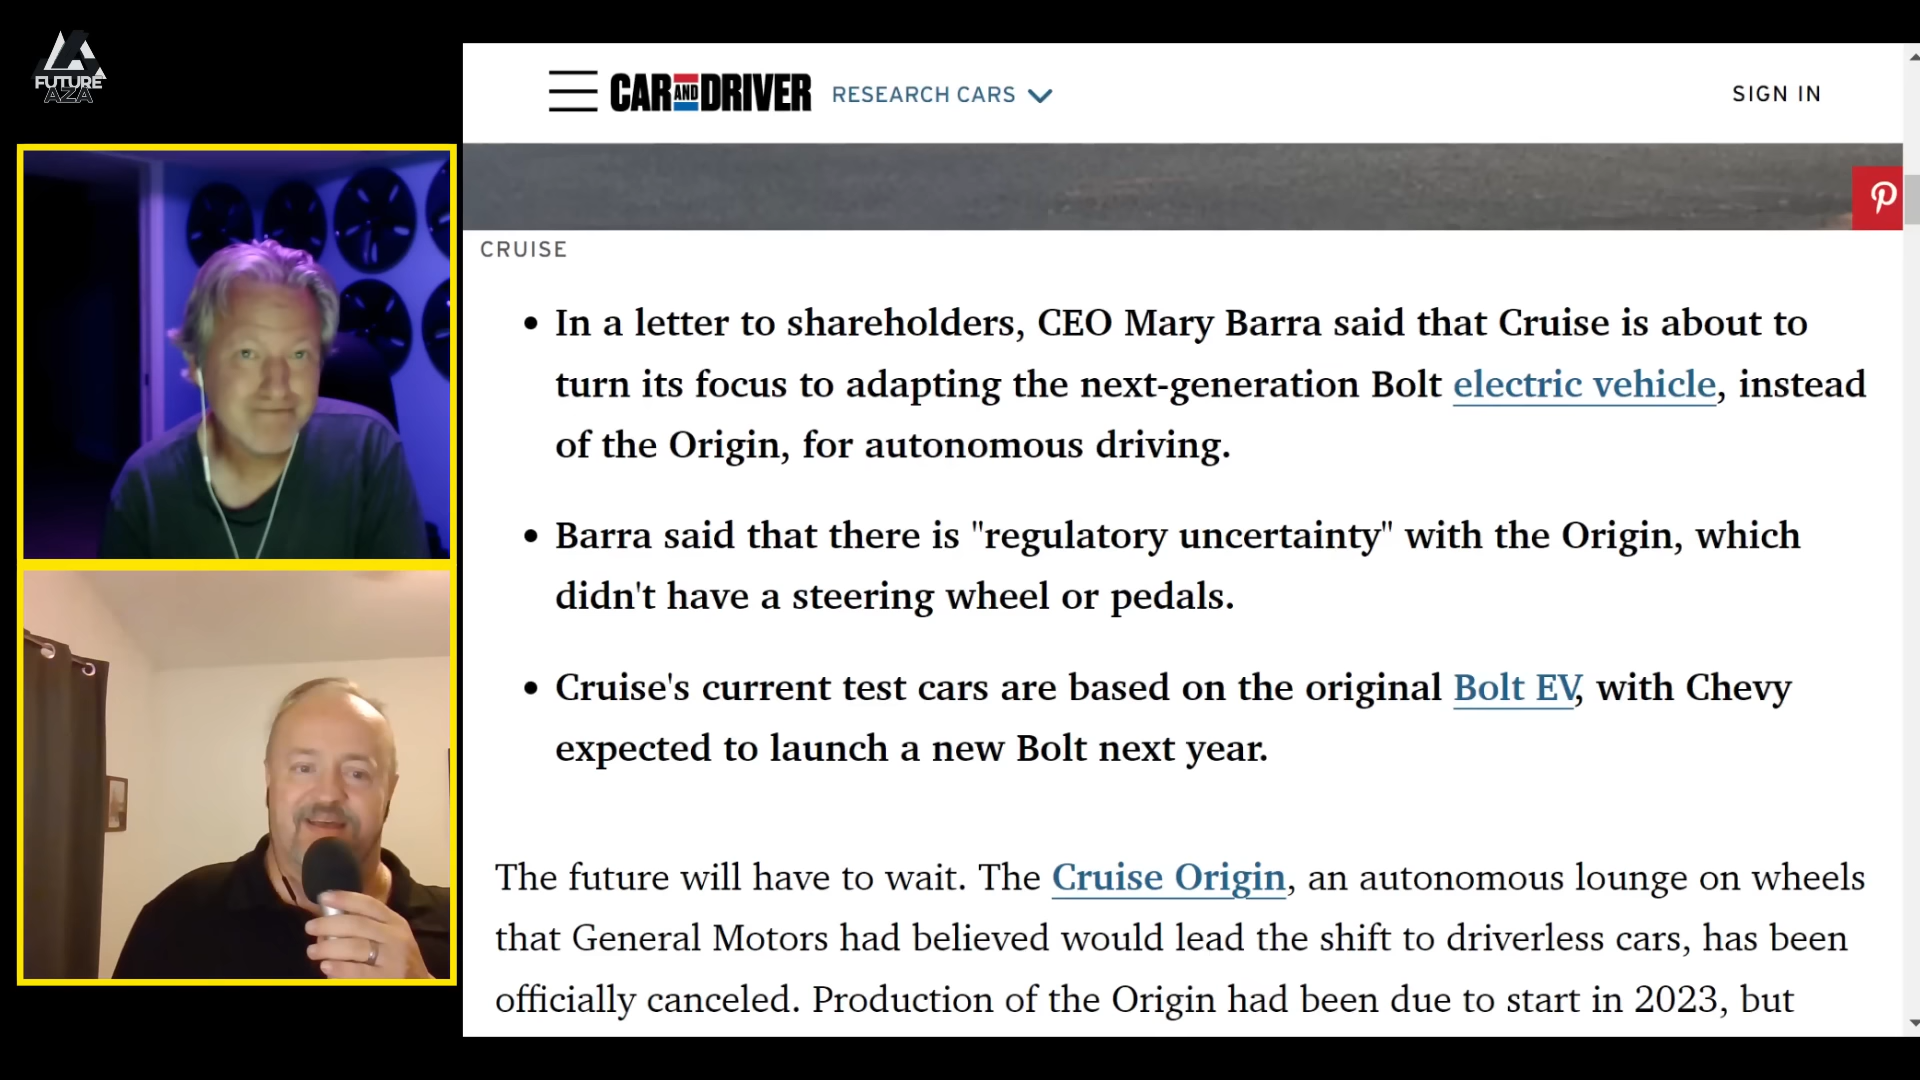 FUTURE
AZA
CAR AND DRIVER
RESEARCH CARS
SIGN IN
CRUISE
• In a letter to shareholders, CEO Mary Barra said that Cruise is about to
turn its focus to adapting the next-generation Bolt electric vehicle, instead
of the Origin, for autonomous driving.
• Barra said that there is "regulatory uncertainty" with the Origin, which
didn't have a steering wheel or pedals.
• Cruise's current test cars are based on the original Bolt EV, with Chevy
expected to launch a new Bolt next year.
The future will have to wait. The Cruise Origin, an autonomous lounge on wheels
that General Motors had believed would lead the shift to driverless cars, has been
officially canceled. Production of the Origin had been due to start in 2023, but